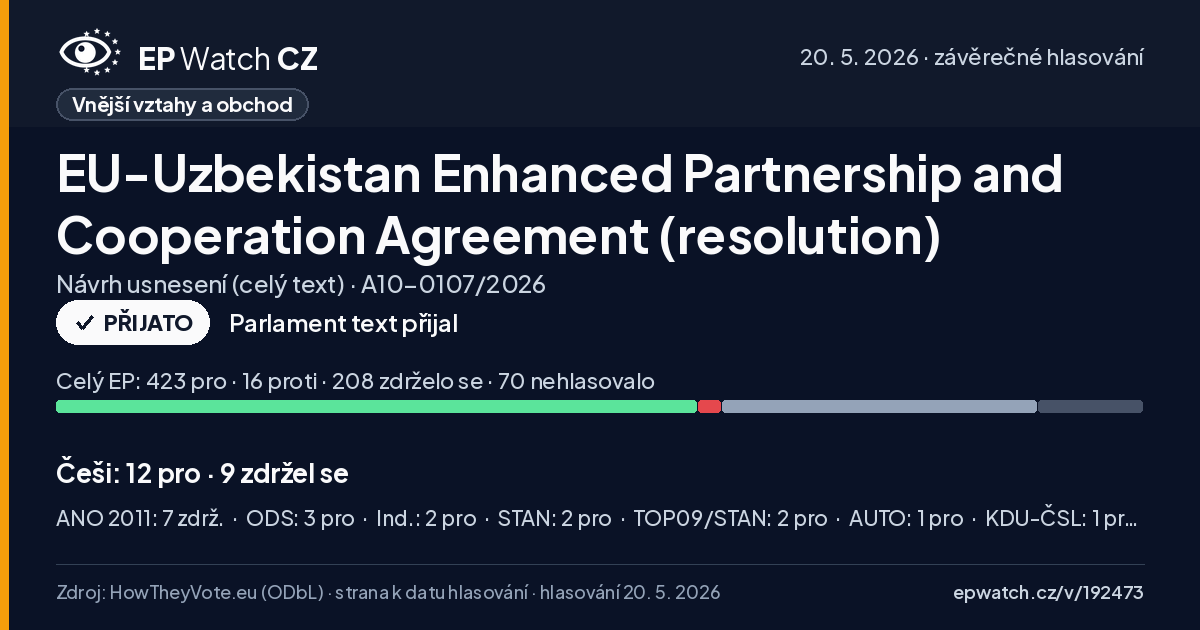 EP Watch CZ
20. 5. 2026 · závěrečné hlasování
Vnější vztahy a obchod
EU-Uzbekistan Enhanced Partnership and
Cooperation Agreement (resolution)
Návrh usnesení (celý text) · A10-0107/2026
✓ PŘIJATO Parlament text přijal
Celý EP: 423 pro · 16 proti · 208 zdrželo se · 70 nehlasovalo
Češi: 12 pro · 9 zdržel se
ANO 2011: 7 zdrž. · ODS: 3 pro · Ind.: 2 pro · STAN: 2 pro · TOP09/STAN: 2 pro · AUTO: 1 pro · KDU-ČSL: 1 pr…
Zdroj: HowTheyVote.eu (ODbL) · strana k datu hlasování · hlasování 20. 5. 2026
epwatch.cz/v/192473